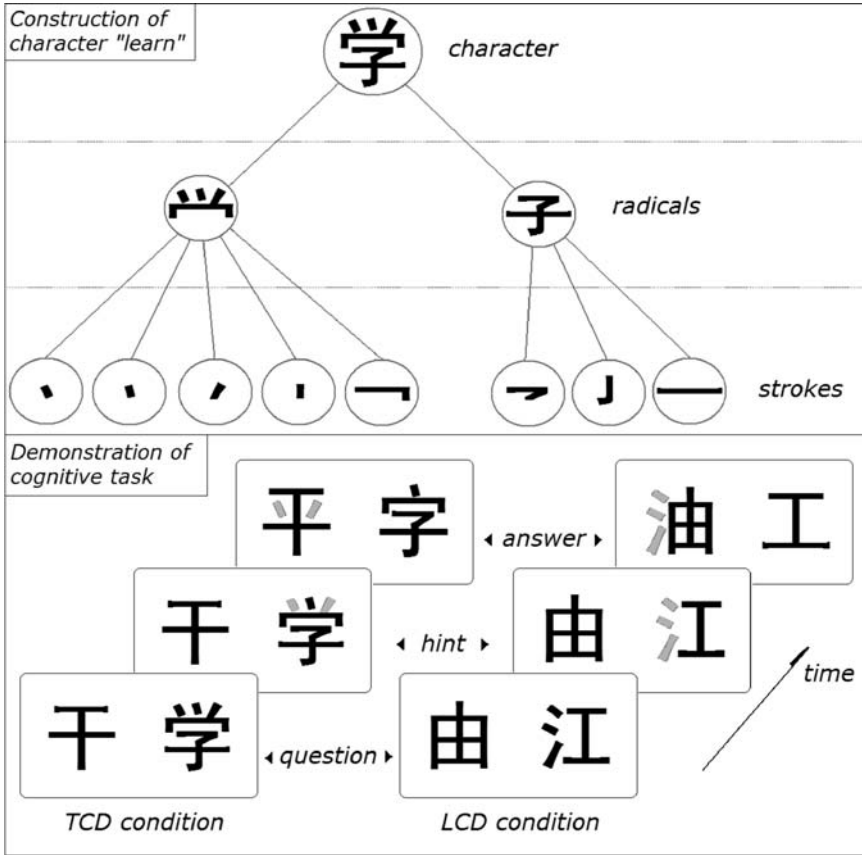 Construction of
character "learn"
学
character
𫩠
子
radicals
strokes
Demonstration of
cognitive task
平 字
answer
油 工
干 学
hint
由 江
time
干 学
question
由 江
TCD condition
LCD condition